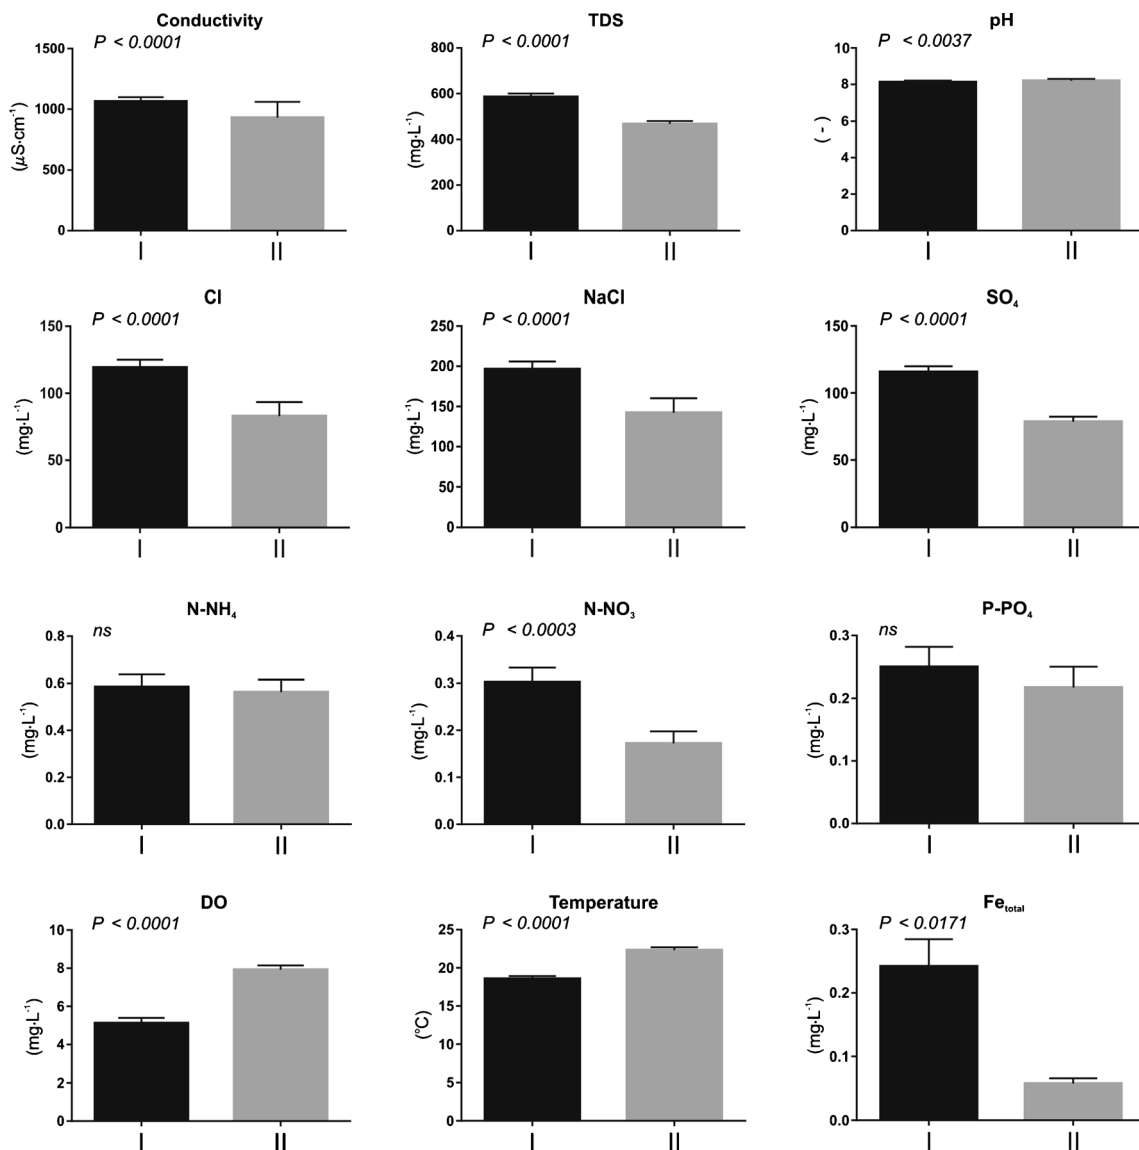 Conductivity
P < 0.0001
1500
1000
500
0
(μS·cm⁻¹)
I II
TDS
P < 0.0001
800
600
400
200
0
(mg·L⁻¹)
I II
pH
P < 0.0037
10
8
6
4
2
0
( - )
I II
Cl
P < 0.0001
150
100
50
0
(mg·L⁻¹)
I II
NaCl
P < 0.0001
250
200
150
100
50
0
(mg·L⁻¹)
I II
SO₄
P < 0.0001
150
100
50
0
(mg·L⁻¹)
I II
N-NH₄
ns
0.8
0.6
0.4
0.2
0.0
(mg·L⁻¹)
I II
N-NO₃
P < 0.0003
0.4
0.3
0.2
0.1
0.0
(mg·L⁻¹)
I II
P-PO₄
ns
0.3
0.2
0.1
0.0
(mg·L⁻¹)
I II
DO
P < 0.0001
10
8
6
4
2
0
(mg·L⁻¹)
I II
Temperature
P < 0.0001
25
20
15
10
5
0
(°C)
I II
Fe total
P < 0.0171
0.3
0.2
0.1
0.0
(mg·L⁻¹)
I II